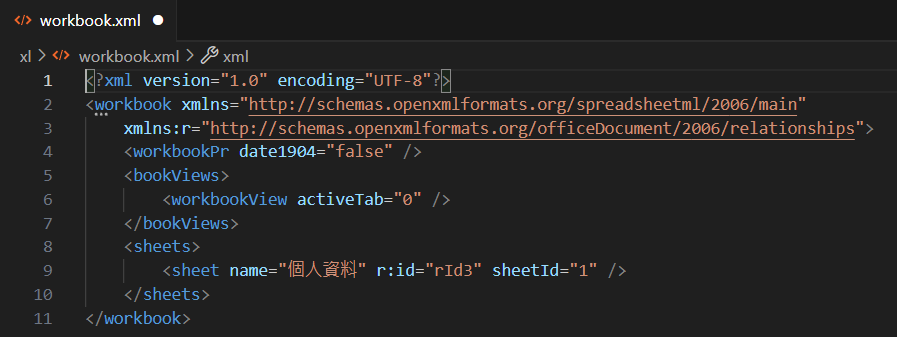 workbook.xml
xl > workbook.xml > xml
1 <?xml version="1.0" encoding="UTF-8"?>
2 <workbook xmlns="http://schemas.openxmlformats.org/spreadsheetml/2006/main"
3 xmlns:r="http://schemas.openxmlformats.org/officeDocument/2006/relationships">
4 <workbookPr date1904="false" />
5 <bookViews>
6 <workbookView activeTab="0" />
7 </bookViews>
8 <sheets>
9 <sheet name="個人資料" r:id="rId3" sheetId="1" />
10 </sheets>
11 </workbook>